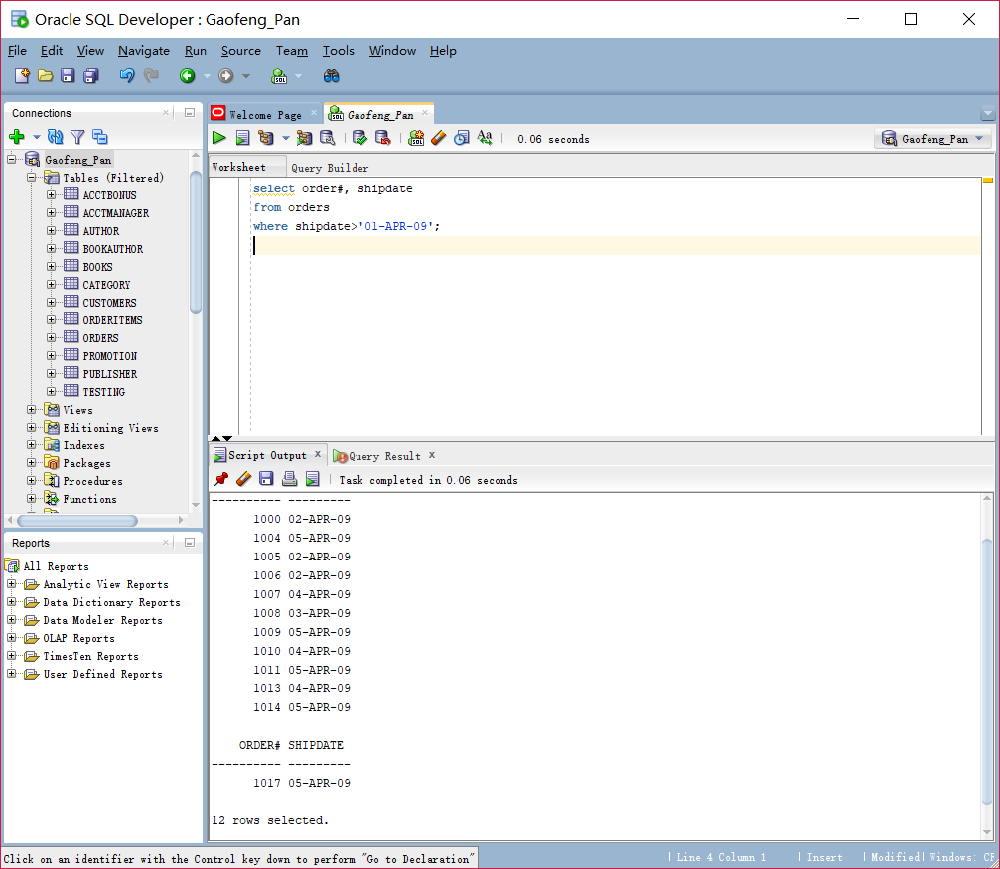 Oracle SQL Developer : Gaofeng_Pan
File Edit View Navigate Run Source Team Tools Window Help
Connections
Gaofeng_Pan
Tables (Filtered)
ACCTBONUS
ACCTMANAGER
AUTHOR
BOOKAUTHOR
BOOKS
CATEGORY
CUSTOMERS
ORDERITEMS
ORDERS
PROMOTION
PUBLISHER
TESTING
Views
Editioning Views
Indexes
Packages
Procedures
Functions
Reports
All Reports
Analytic View Reports
Data Dictionary Reports
Data Modeler Reports
OLAP Reports
TimesTen Reports
User Defined Reports
Welcome Page Gaofeng_Pan
0.06 seconds Gaofeng_Pan
Worksheet Query Builder
select order#, shipdate
from orders
where shipdate>'01-APR-09';
Script Output x Query Result x
Task completed in 0.06 seconds
---------- ---------
1000 02-APR-09
1004 05-APR-09
1005 02-APR-09
1006 02-APR-09
1007 04-APR-09
1008 03-APR-09
1009 05-APR-09
1010 04-APR-09
1011 05-APR-09
1013 04-APR-09
1014 05-APR-09
ORDER# SHIPDATE
---------- ---------
1017 05-APR-09
12 rows selected.
Click on an identifier with the Control key down to perform "Go to Declaration"
Line 4 Column 1 | Insert | Modified | Windows: